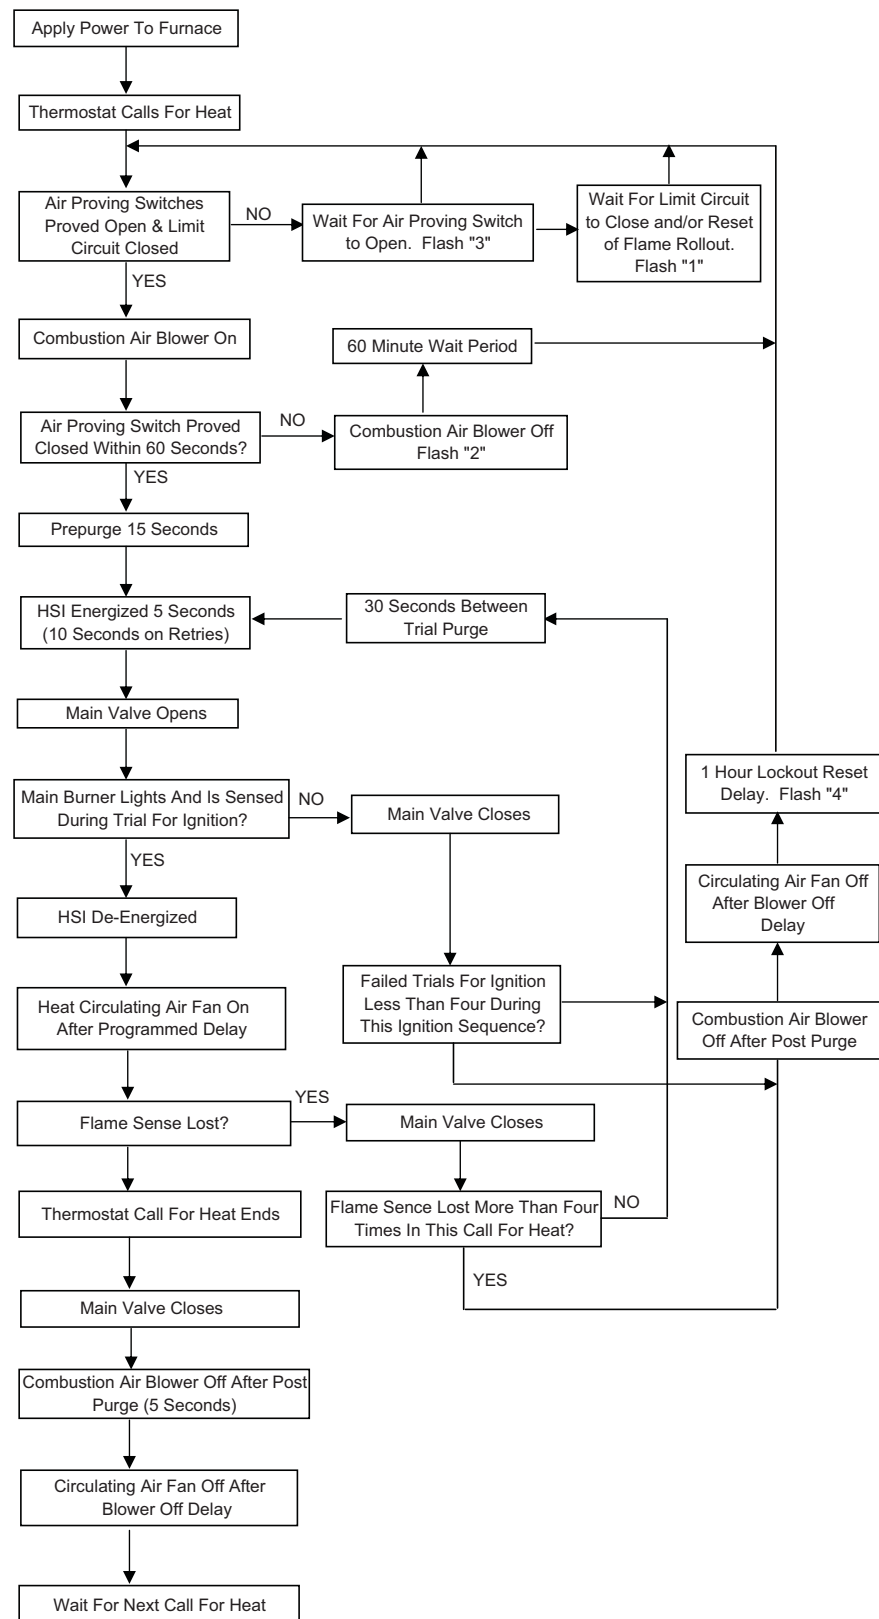 Apply Power To Furnace
Thermostat Calls For Heat
Air Proving Switches
Proved Open & Limit
Circuit Closed
NO
Wait For Air Proving Switch
to Open. Flash "3"
Wait For Limit Circuit
to Close and/or Reset
of Flame Rollout.
Flash "1"
YES
Combustion Air Blower On
60 Minute Wait Period
Air Proving Switch Proved
Closed Within 60 Seconds?
NO
Combustion Air Blower Off
Flash "2"
YES
Prepurge 15 Seconds
HSI Energized 5 Seconds
(10 Seconds on Retries)
30 Seconds Between
Trial Purge
Main Valve Opens
Main Burner Lights And Is Sensed
During Trial For Ignition?
NO
Main Valve Closes
1 Hour Lockout Reset
Delay. Flash "4"
YES
HSI De-Energized
Circulating Air Fan Off
After Blower Off
Delay
Heat Circulating Air Fan On
After Programmed Delay
Failed Trials For Ignition
Less Than Four During
This Ignition Sequence?
Combustion Air Blower
Off After Post Purge
Flame Sense Lost?
YES
Main Valve Closes
Thermostat Call For Heat Ends
Flame Sence Lost More Than Four
Times In This Call For Heat?
NO
YES
Main Valve Closes
Combustion Air Blower Off After Post
Purge (5 Seconds)
Circulating Air Fan Off After
Blower Off Delay
Wait For Next Call For Heat